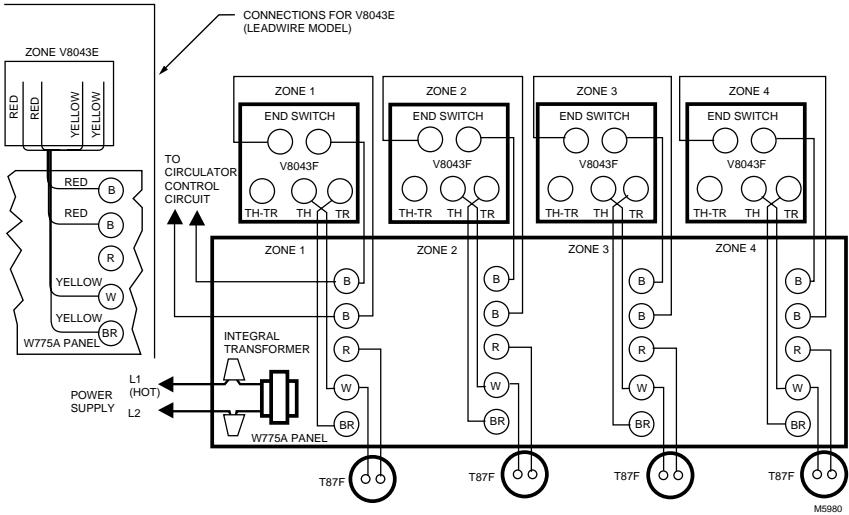 CONNECTIONS FOR V8043E
(LEADWIRE MODEL)
ZONE V8043E
RED
RED
YELLOW
YELLOW
RED
B
RED
B
R
YELLOW
W
YELLOW
BR
W775A PANEL
TO
CIRCULATOR
CONTROL
CIRCUIT
ZONE 1
END SWITCH
V8043F
TH-TR
TH
TR
ZONE 2
END SWITCH
V8043F
TH-TR
TH
TR
ZONE 3
END SWITCH
V8043F
TH-TR
TH
TR
ZONE 4
END SWITCH
V8043F
TH-TR
TH
TR
ZONE 1
B
B
R
W
BR
ZONE 2
B
B
R
W
BR
ZONE 3
B
B
R
W
BR
ZONE 4
B
B
R
W
BR
INTEGRAL
TRANSFORMER
POWER
SUPPLY
L1
(HOT)
L2
W775A PANEL
T87F
T87F
T87F
T87F
M5980